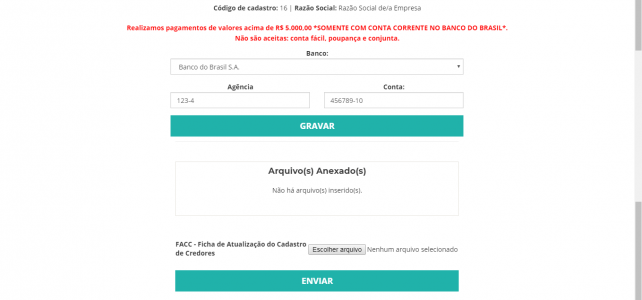 Código de cadastro: 16 | Razão Social: Razão Social de/a Empresa
Realizamos pagamentos de valores acima de R$ 5.000,00 *SOMENTE COM CONTA CORRENTE NO BANCO DO BRASIL*.
Não são aceitas: conta fácil, poupança e conjunta.
Banco:
Banco do Brasil S.A.
Agência Conta:
123-4 456789-10
GRAVAR
Arquivo(s) Anexado(s)
Não há arquivo(s) inserido(s).
FACC - Ficha de Atualização do Cadastro
de Credores
Escolher arquivo Nenhum arquivo selecionado
ENVIAR